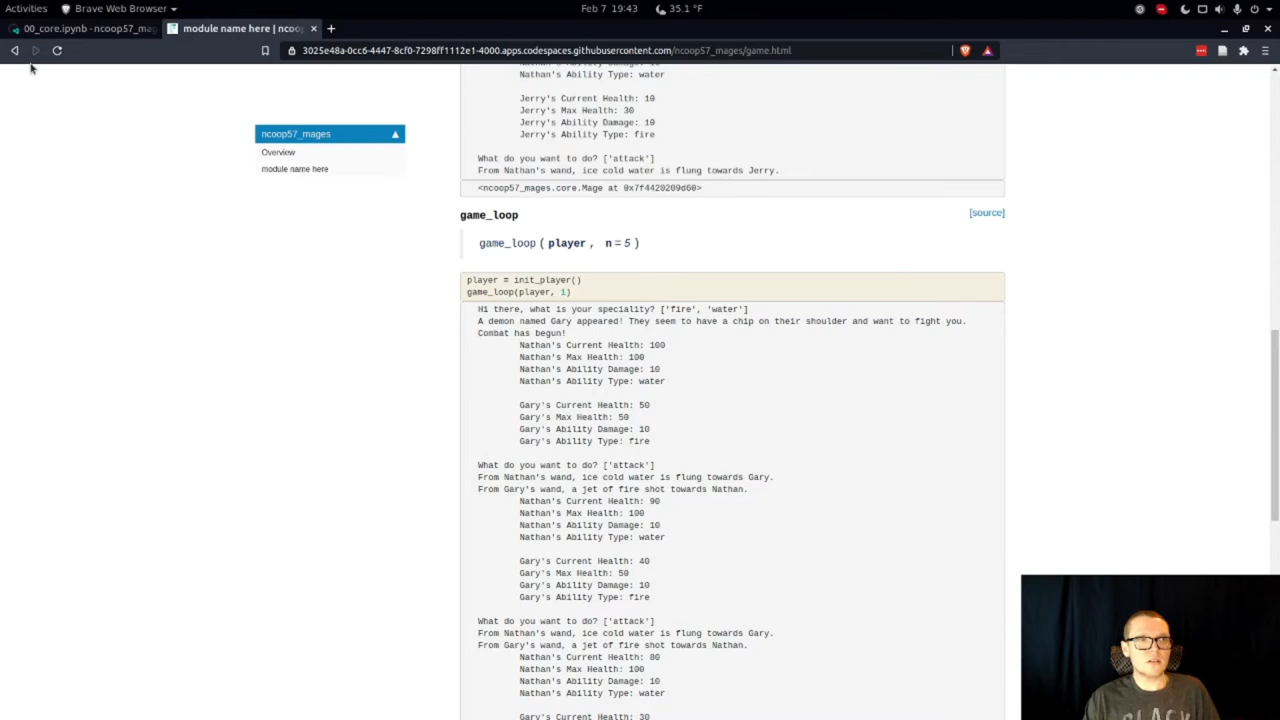 Activities
Brave Web Browser
Feb 7 19:43
35.1 °F
00_core.ipynb - ncoop57_mag
module name here | ncoo
3025e48a-0cc6-4447-8cf0-7298ff1112e1-4000.apps.codespaces.githubusercontent.com/ncoop57_mages/game.html
ncoop57_mages
Overview
module name here
Nathan's Ability Type: water
Jerry's Current Health: 10
Jerry's Max Health: 30
Jerry's Ability Damage: 10
Jerry's Ability Type: fire
What do you want to do? ['attack']
From Nathan's wand, ice cold water is flung towards Jerry.
<ncoop57_mages.core.Mage at 0x7f4420209d60>
game_loop
[source]
game_loop ( player , n = 5 )
player = init_player()
game_loop(player, 1)
Hi there, what is your speciality? ['fire', 'water']
A demon named Gary appeared! They seem to have a chip on their shoulder and want to fight you.
Combat has begun!
Nathan's Current Health: 100
Nathan's Max Health: 100
Nathan's Ability Damage: 10
Nathan's Ability Type: water
Gary's Current Health: 50
Gary's Max Health: 50
Gary's Ability Damage: 10
Gary's Ability Type: fire
What do you want to do? ['attack']
From Nathan's wand, ice cold water is flung towards Gary.
From Gary's wand, a jet of fire shot towards Nathan.
Nathan's Current Health: 90
Nathan's Max Health: 100
Nathan's Ability Damage: 10
Nathan's Ability Type: water
Gary's Current Health: 40
Gary's Max Health: 50
Gary's Ability Damage: 10
Gary's Ability Type: fire
What do you want to do? ['attack']
From Nathan's wand, ice cold water is flung towards Gary.
From Gary's wand, a jet of fire shot towards Nathan.
Nathan's Current Health: 80
Nathan's Max Health: 100
Nathan's Ability Damage: 10
Nathan's Ability Type: water
Gary's Current Health: 30